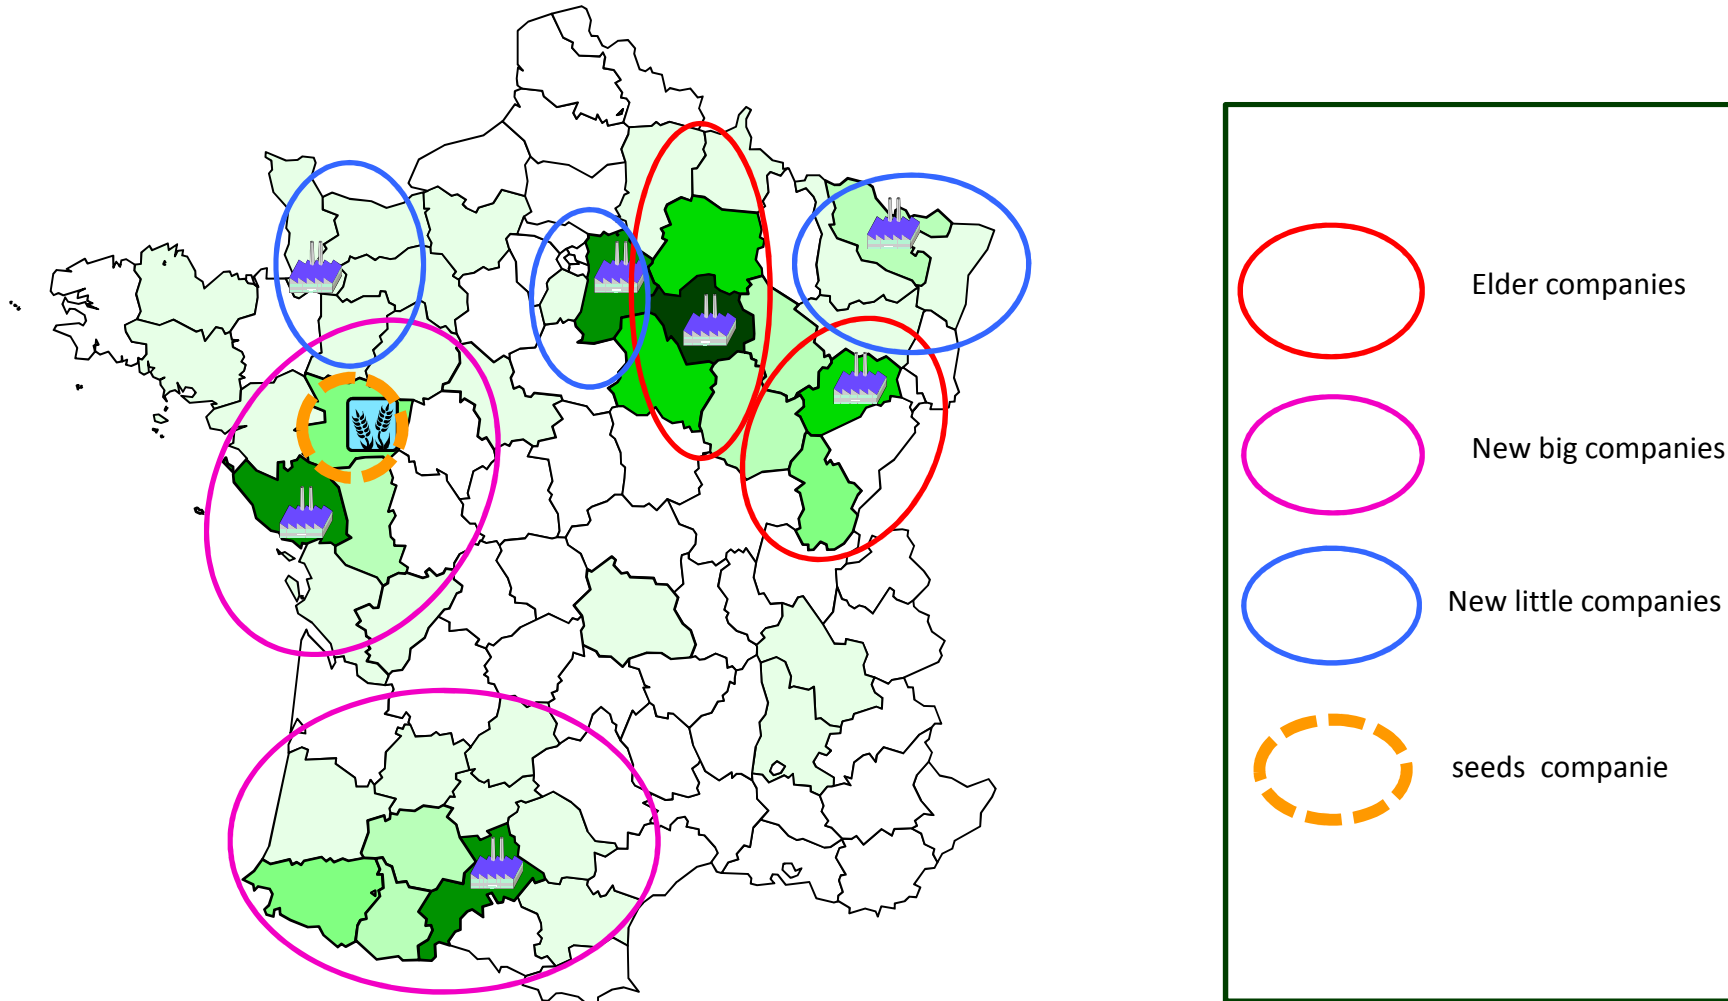 Elder companies
New big companies
New little companies
seeds companie